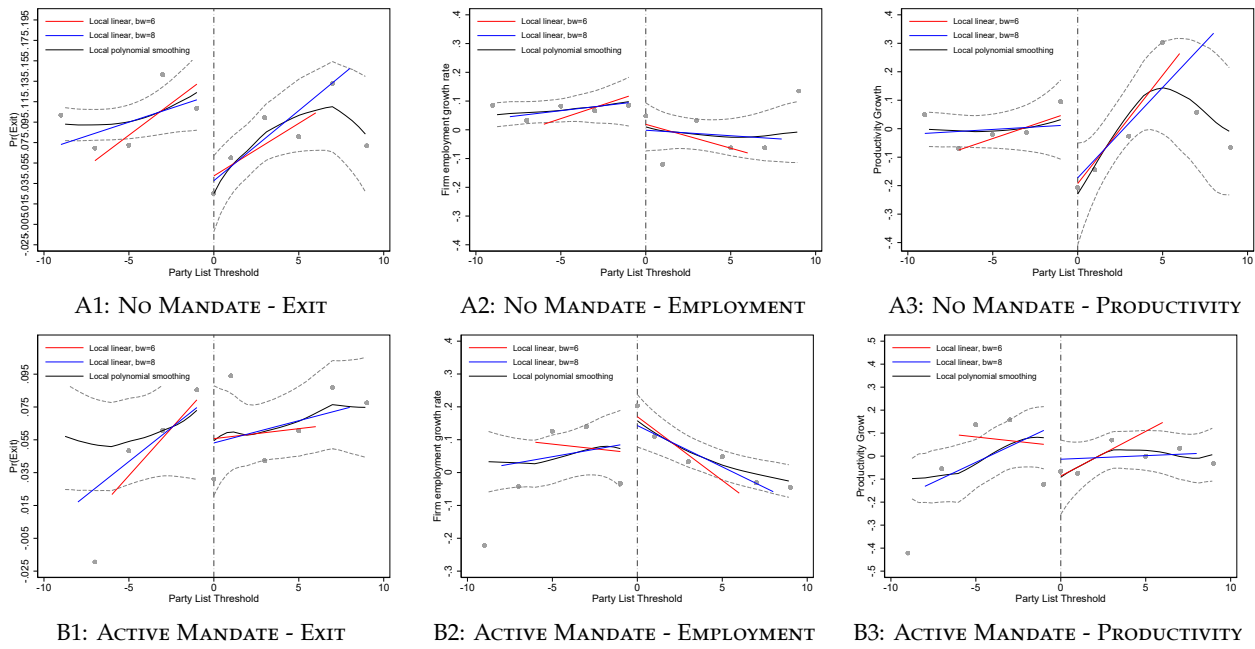 Local linear, bw=6
Local linear, bw=8
Local polynomial smoothing
Pr(Exit)
-.025-.005.015.035.055.075.095.115.135.155.175.195
-10 -5 0 5 10
Party List Threshold
A1: No Mandate - Exit
Local linear, bw=6
Local linear, bw=8
Local polynomial smoothing
Firm employment growth rate
-.4 -.3 -.2 -.1 0 .1 .2 .3 .4
-10 -5 0 5 10
Party List Threshold
A2: No Mandate - Employment
Local linear, bw=6
Local linear, bw=8
Local polynomial smoothing
Productivity Growth
-.4 -.3 -.2 -.1 0 .1 .2 .3 .4
-10 -5 0 5 10
Party List Threshold
A3: No Mandate - Productivity
Local linear, bw=6
Local linear, bw=8
Local polynomial smoothing
Pr(Exit)
-.025 -.005 .015 .035 .055 .075 .095
-10 -5 0 5 10
Party List Threshold
B1: Active Mandate - Exit
Local linear, bw=6
Local linear, bw=8
Local polynomial smoothing
Firm employment growth rate
-.3 -.2 -.1 0 .1 .2 .3 .4
-10 -5 0 5 10
Party List Threshold
B2: Active Mandate - Employment
Local linear, bw=6
Local linear, bw=8
Local polynomial smoothing
Productivity Growt
-.5 -.4 -.3 -.2 -.1 0 .1 .2 .3 .4 .5
-10 -5 0 5 10
Party List Threshold
B3: Active Mandate - Productivity